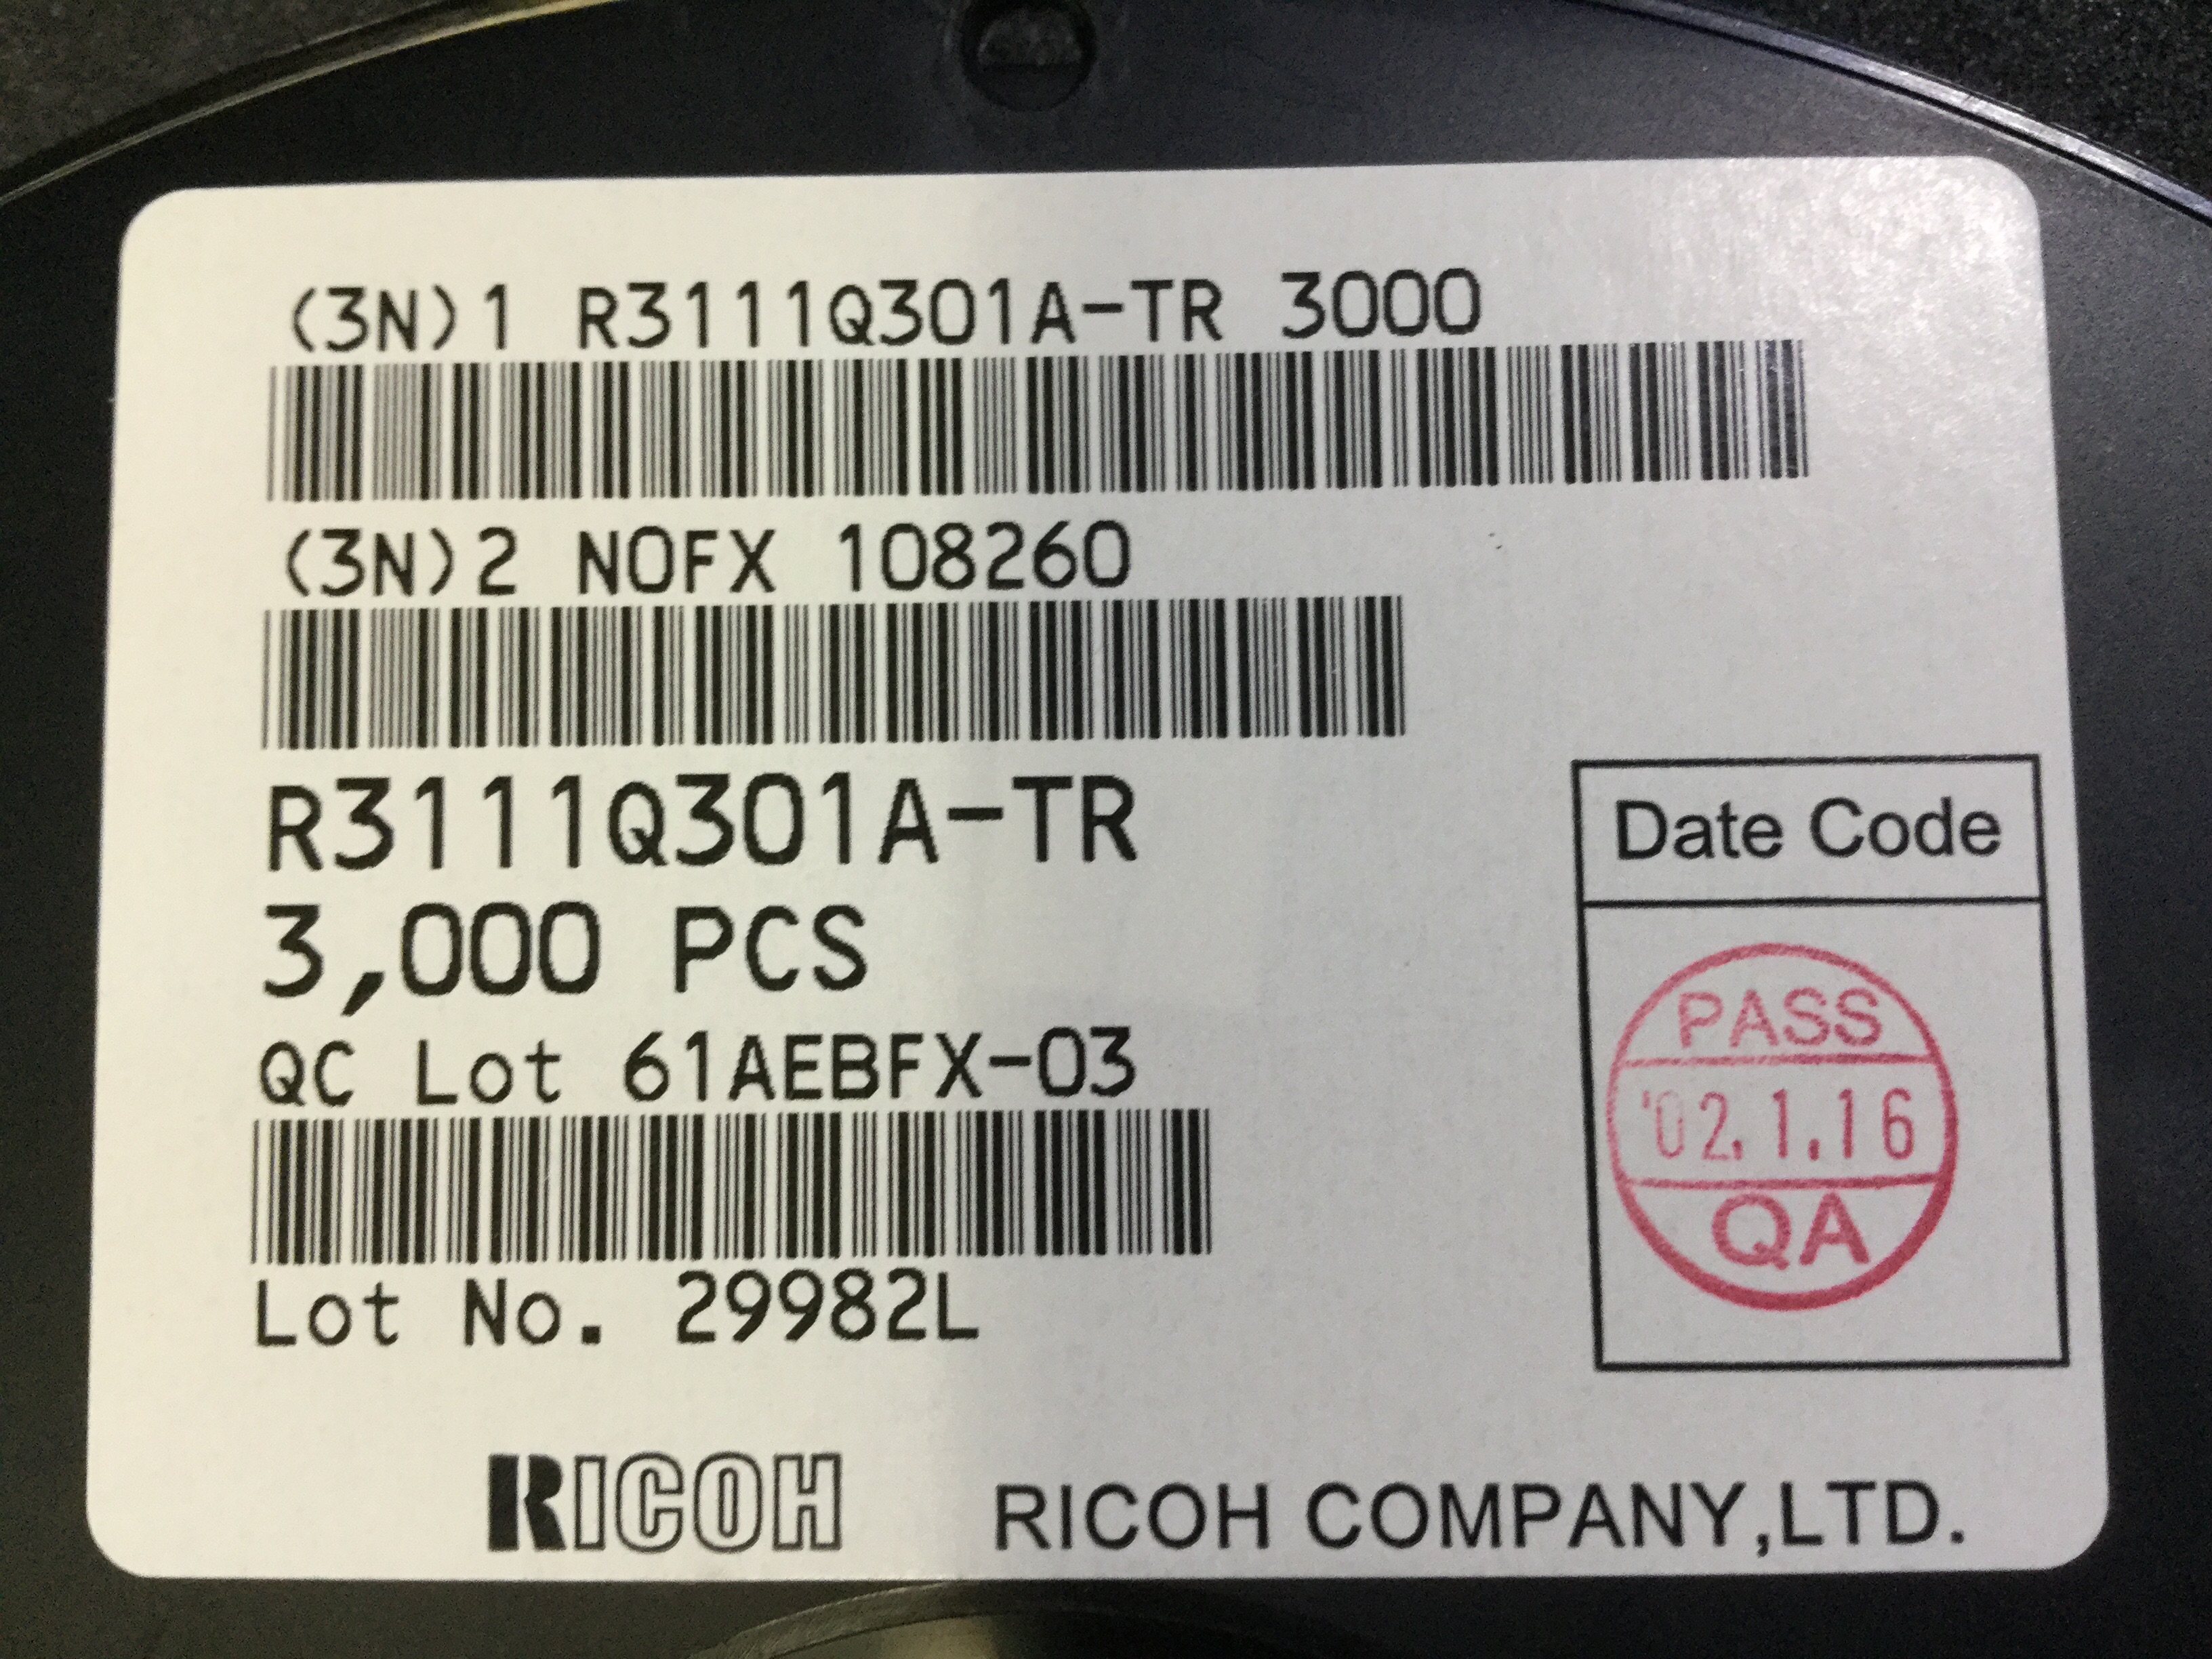 (3N)1 R3111Q301A-TR 3000
(3N)2 NOFX 108260
R3111Q301A-TR
3,000 PCS
QC Lot 61AEBFX-03
Lot No. 29982L
Date Code
PASS
'02.1.16
QA
RICOH RICOH COMPANY,LTD.